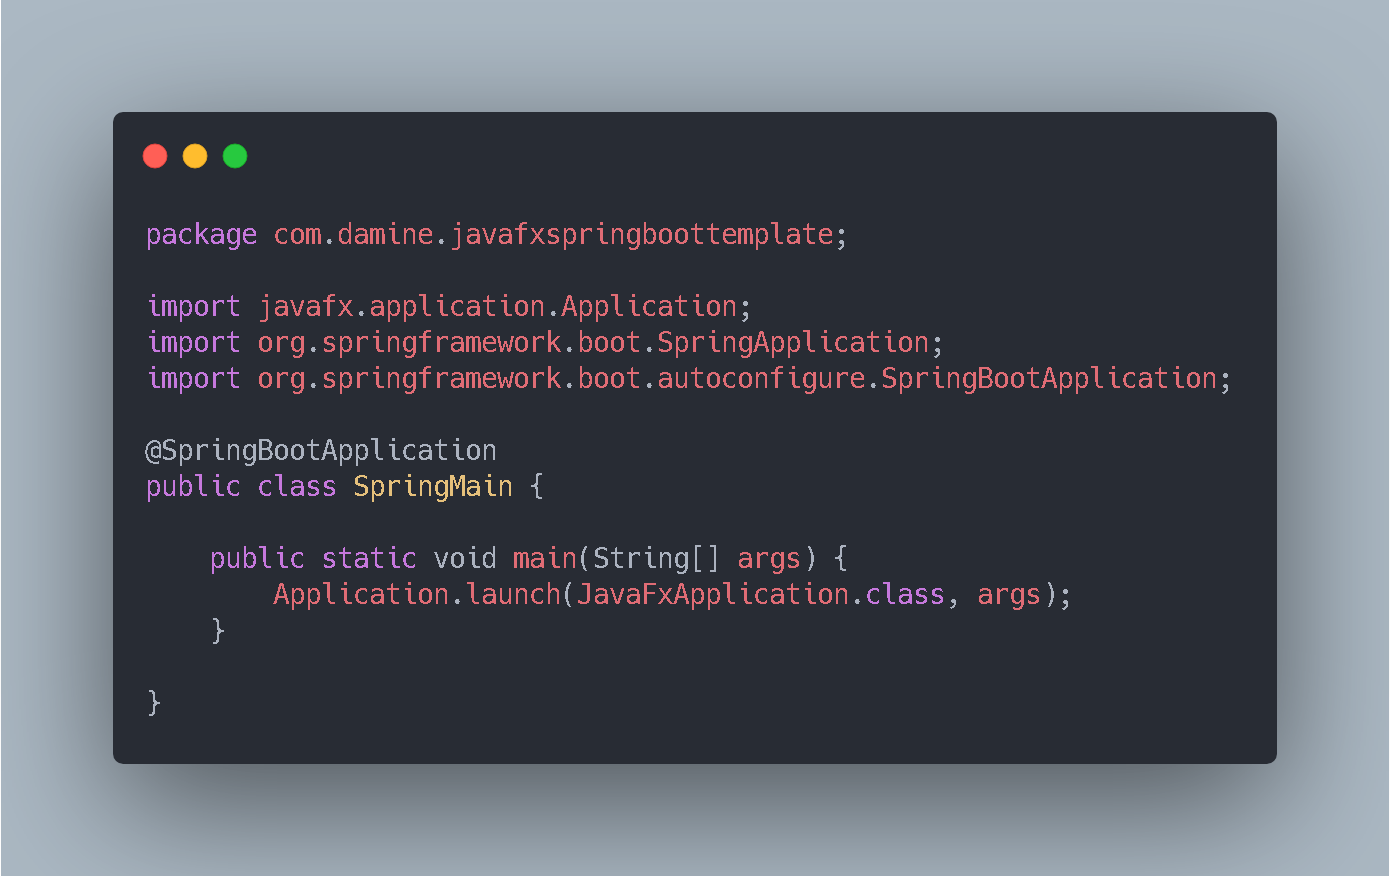 package com.damine.javafxspringboottemplate;

import javafx.application.Application;
import org.springframework.boot.SpringApplication;
import org.springframework.boot.autoconfigure.SpringBootApplication;

@SpringBootApplication
public class SpringMain {

    public static void main(String[] args) {
        Application.launch(JavaFxApplication.class, args);
    }

}